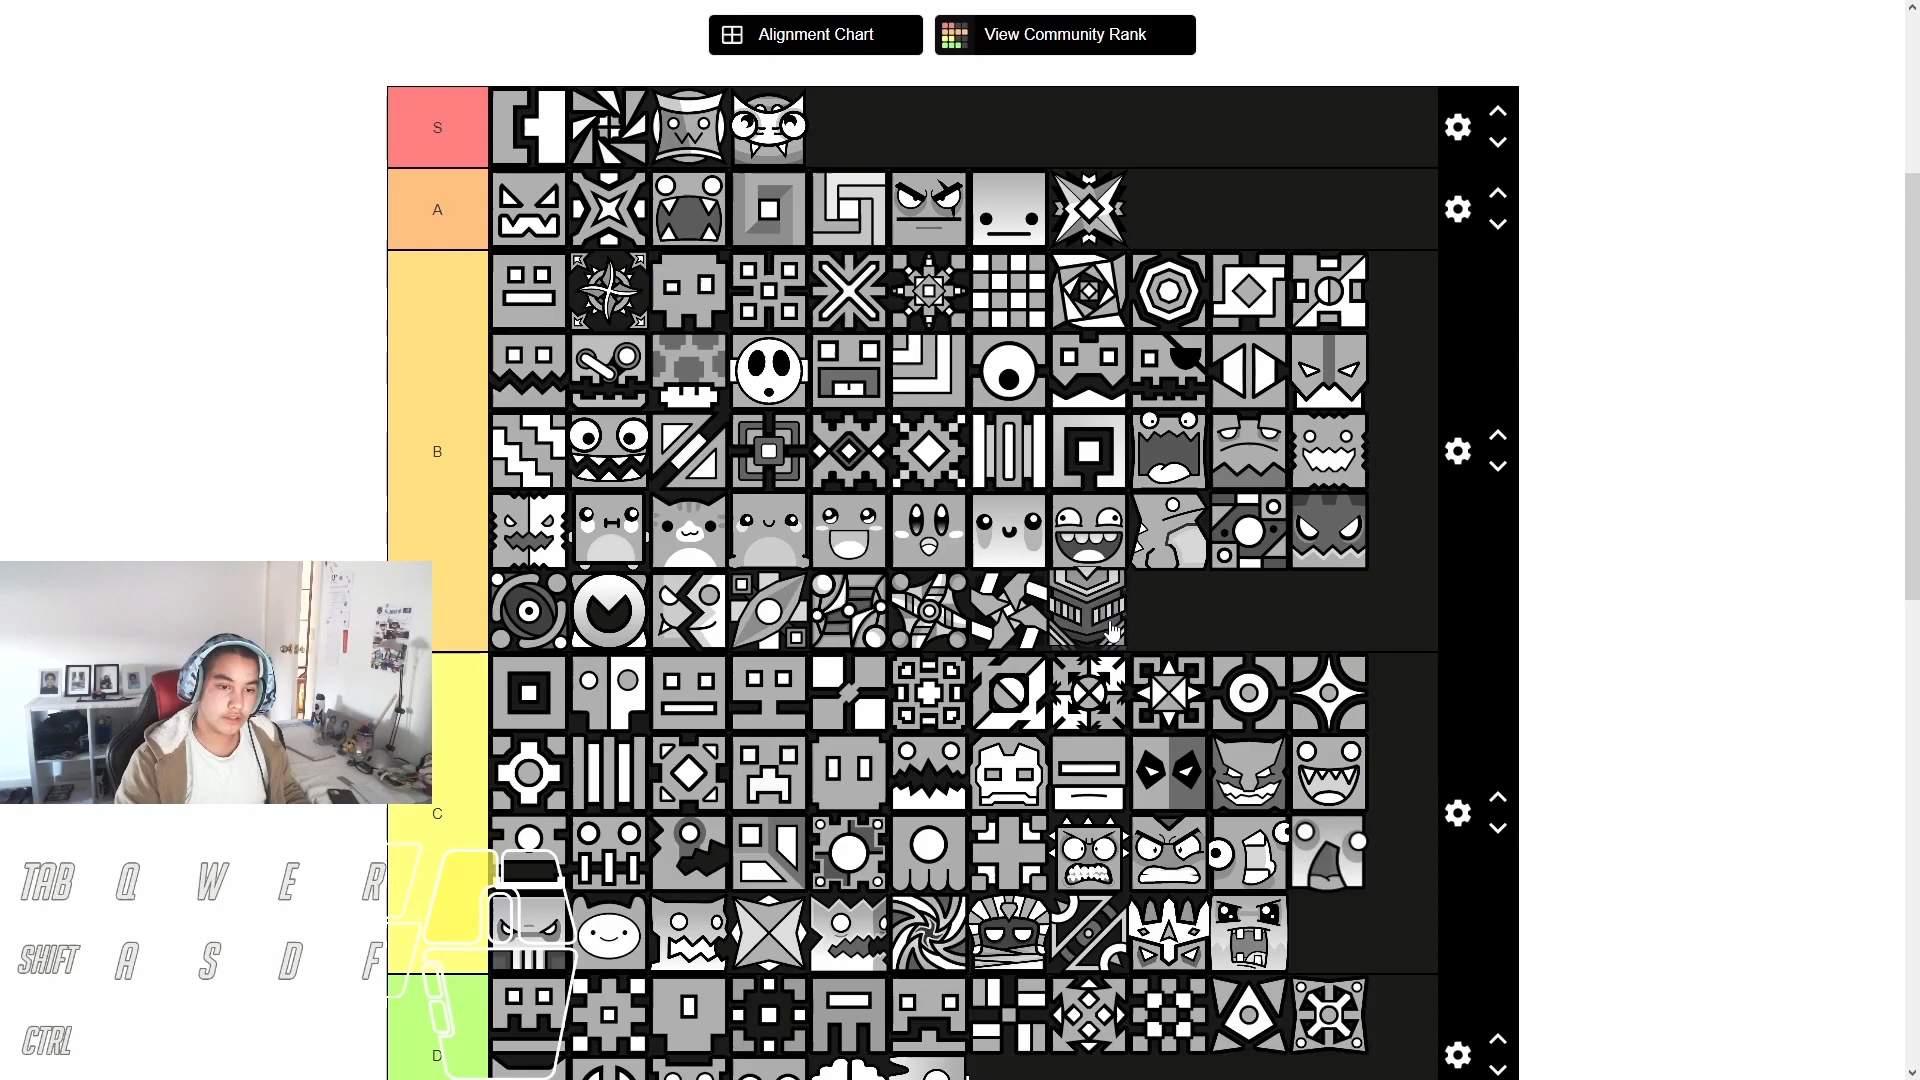 Alignment Chart
View Community Rank
S
A
B
C
D
TAB Q W E R
SHIFT A S D F
CTRL